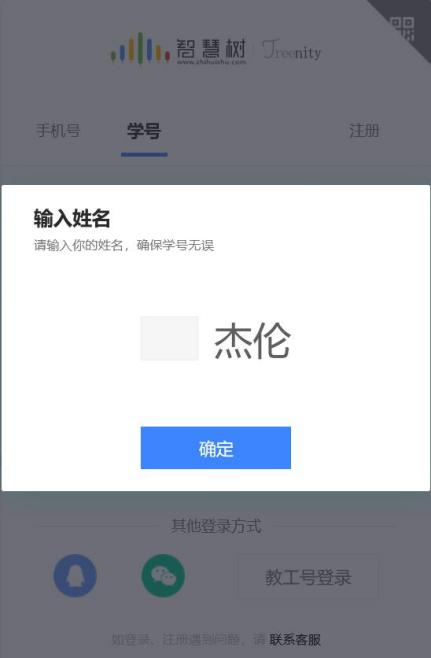 智慧树 Treenity
www.zhihuishu.com
手机号 学号 注册
输入姓名
请输入你的姓名，确保学号无误
杰伦
确定
其他登录方式
教工号登录
如登录、注册遇到问题，请 联系客服